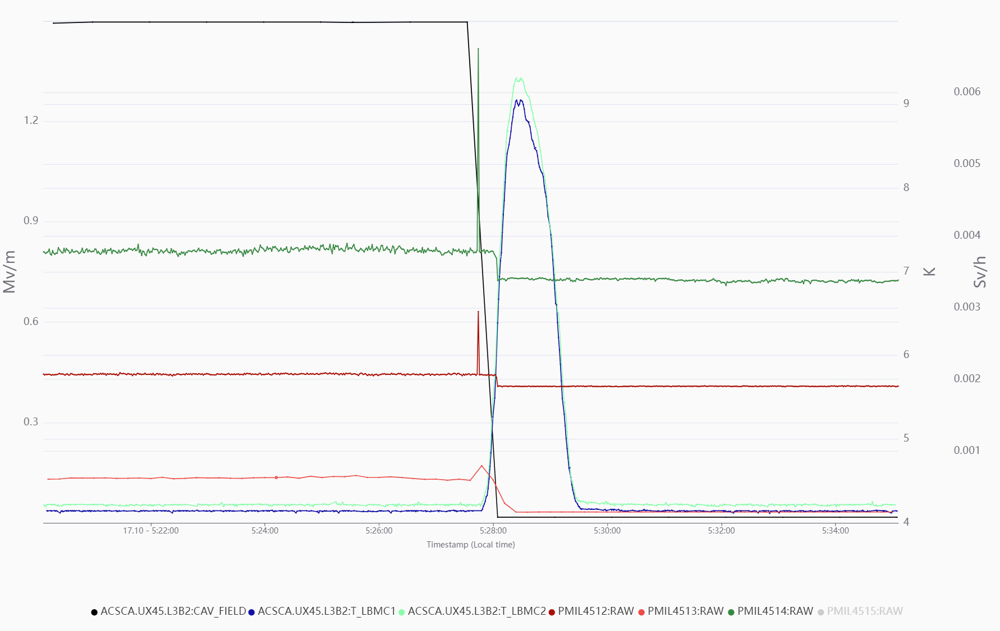 0.006
9
1.2
0.005
8
0.004
0.9
7
Mv/m
K
Sv/h
0.003
0.6
6
0.002
0.3
5
0.001
4
17.10 - 5:22:00 5:24:00 5:26:00 5:28:00 5:30:00 5:32:00 5:34:00
Timestamp (Local time)
ACSCA.UX45.L3B2:CAV_FIELD ACSCA.UX45.L3B2:T_LBMC1 ACSCA.UX45.L3B2:T_LBMC2 PMIL4512:RAW PMIL4513:RAW PMIL4514:RAW PMIL4515:RAW